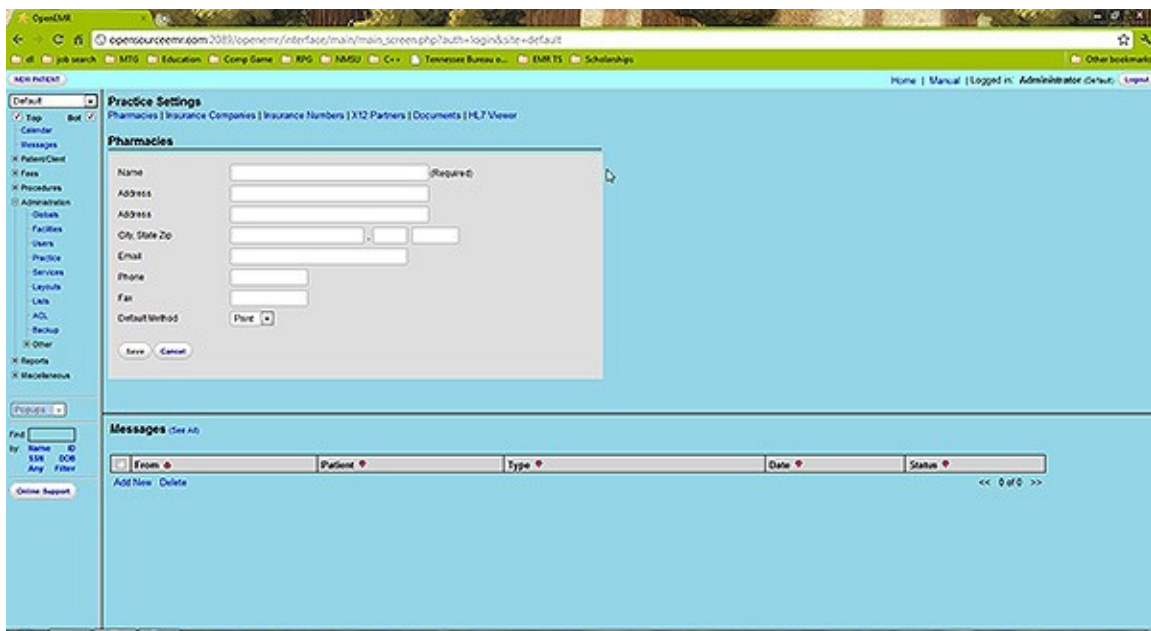 OpenEMR
opensourceemr.com:2089/openemr/interface/main/main_screen.php?auth=login&site=default
dl job search MTG Education Comp Game RPG NMSU C++ Tennessee Bureau o... EMR TS Scholarships Other bookmarks
NEW PATIENT Home | Manual | Logged in: Administrator (Default) Logout
Default
Top Bot
Calendar
Messages
Patient/Client
Fees
Procedures
Administration
Globals
Facilities
Users
Practice
Services
Layouts
Lists
ACL
Backup
Other
Reports
Miscellaneous
Popups
Find
by: Name ID
SSN DOB
Any Filter
Online Support
Practice Settings
Pharmacies | Insurance Companies | Insurance Numbers | X12 Partners | Documents | HL7 Viewer
Pharmacies
Name (Required)
Address
Address
City, State Zip ,
Email
Phone
Fax
Default Method Print
Save Cancel
Messages (See All)
From Patient Type Date Status
Add New Delete << 0 of 0 >>